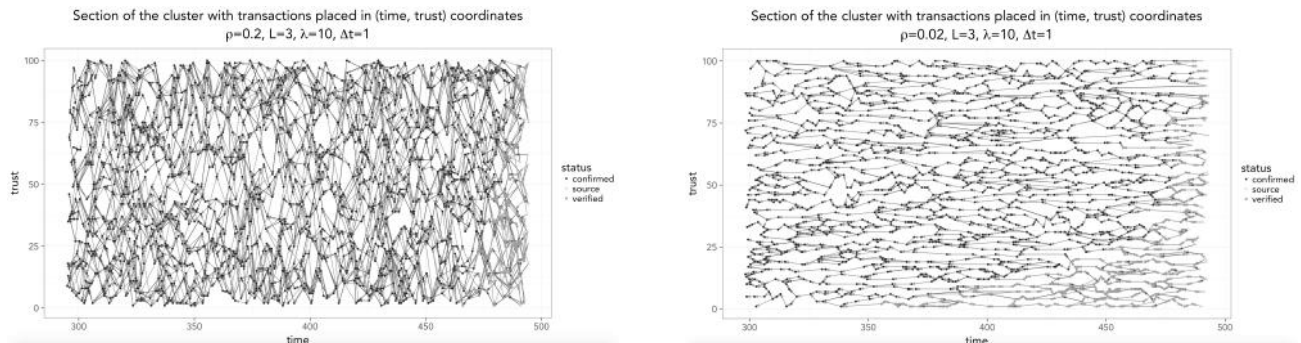 Section of the cluster with transactions placed in (time, trust) coordinates
ρ=0.2, L=3, λ=10, Δt=1
100
75
50
25
0
trust
300
350
400
450
500
time
status
confirmed
source
verified
Section of the cluster with transactions placed in (time, trust) coordinates
ρ=0.02, L=3, λ=10, Δt=1
100
75
50
25
0
trust
300
350
400
450
500
time
status
confirmed
source
verified